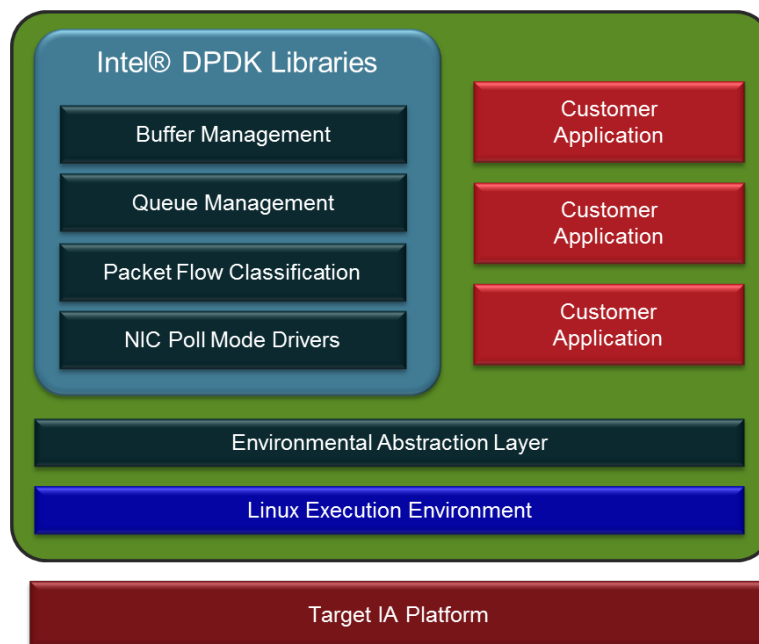 Intel® DPDK Libraries
Buffer Management
Queue Management
Packet Flow Classification
NIC Poll Mode Drivers
Customer
Application
Customer
Application
Customer
Application
Environmental Abstraction Layer
Linux Execution Environment
Target IA Platform